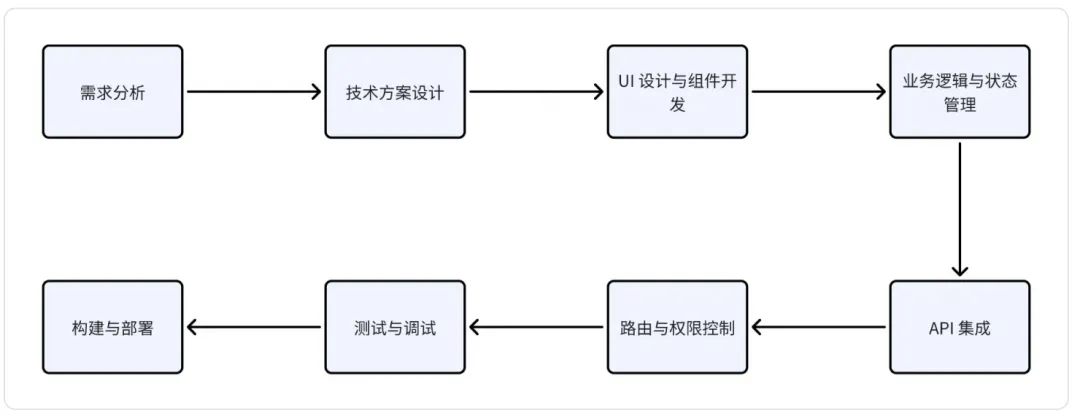 需求分析
技术方案设计
UI 设计与组件开
发
业务逻辑与状态
管理
构建与部署
测试与调试
路由与权限控制
API 集成